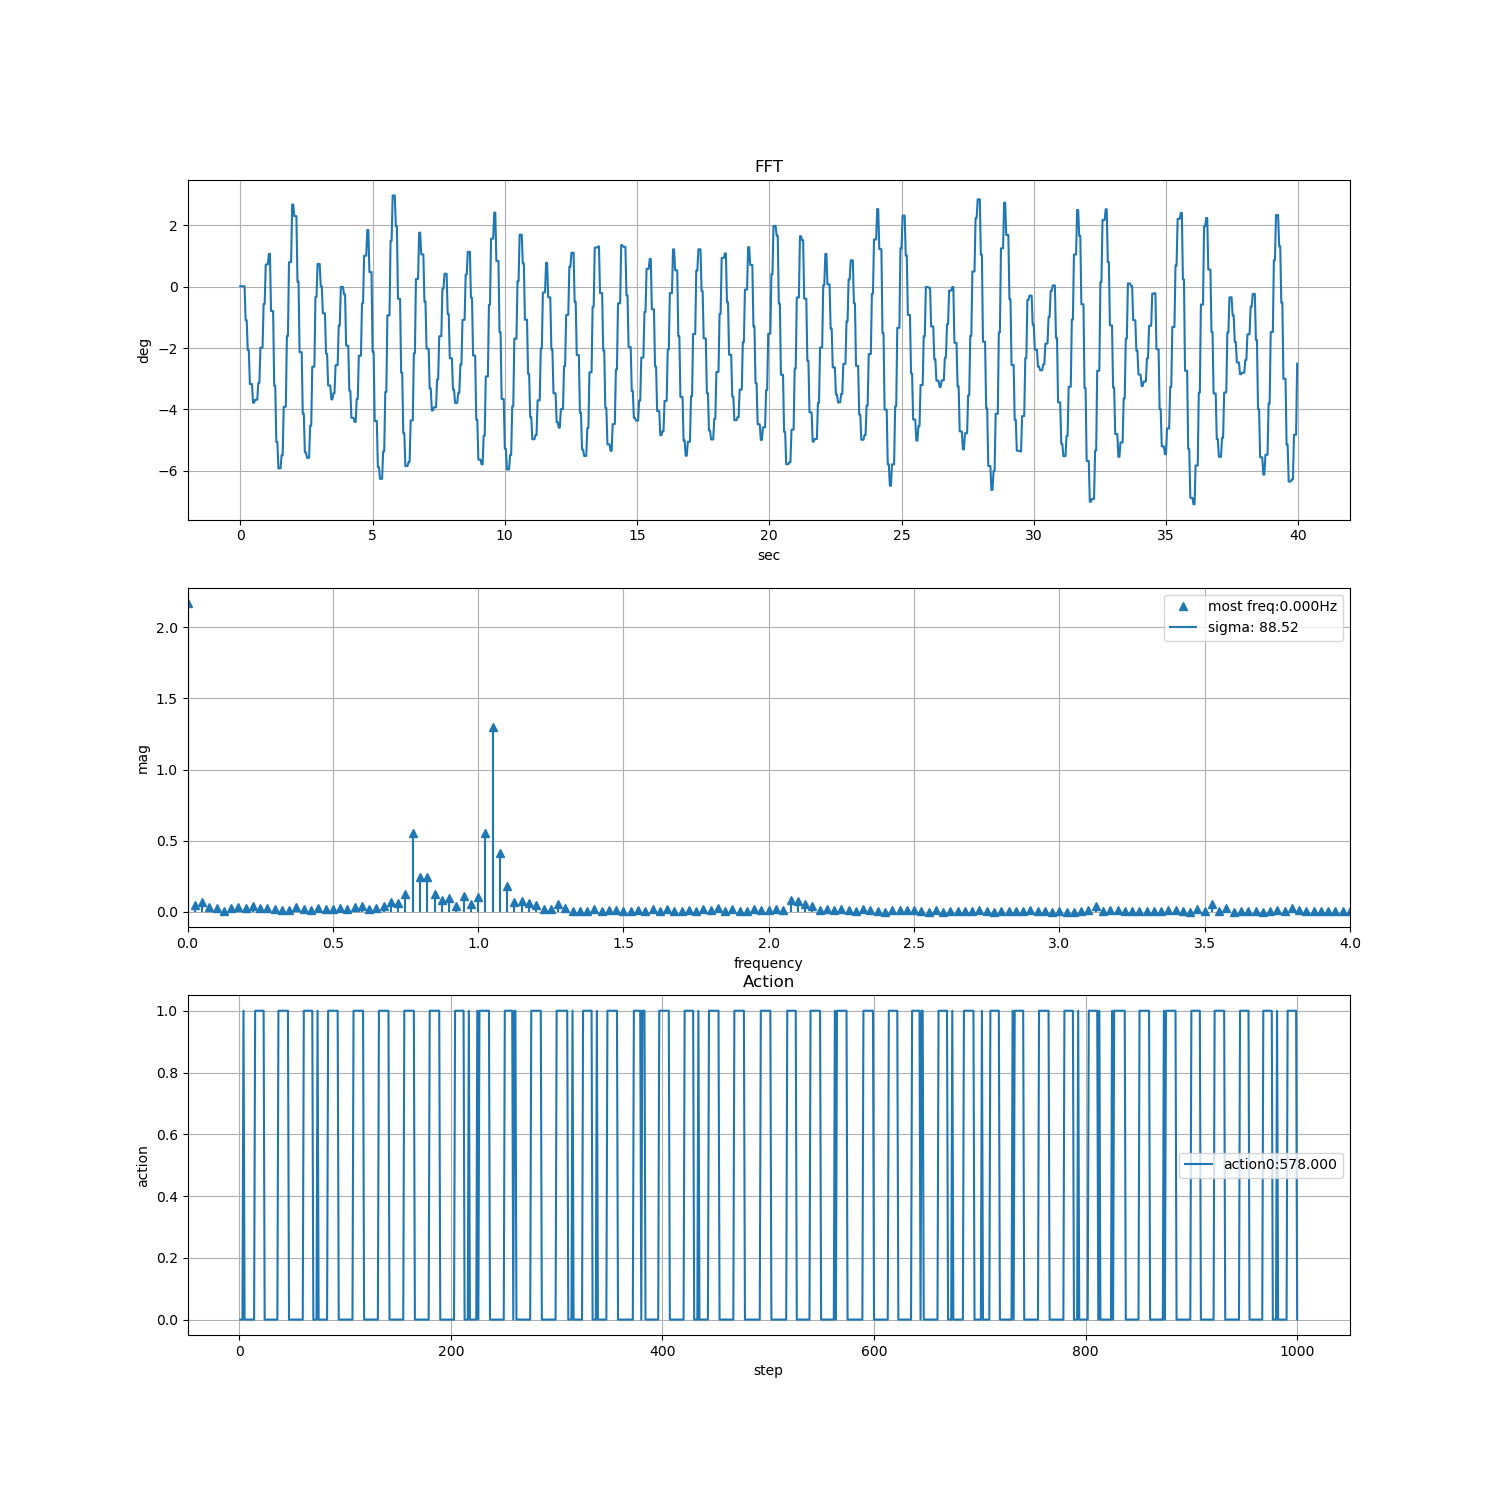 FFT
2
0
−2
−4
−6
deg
0 5 10 15 20 25 30 35 40
sec
most freq:0.000Hz
sigma: 88.52
2.0
1.5
1.0
0.5
0.0
mag
0.0 0.5 1.0 1.5 2.0 2.5 3.0 3.5 4.0
frequency
Action
1.0
0.8
0.6
0.4
0.2
0.0
action
action0:578.000
0 200 400 600 800 1000
step